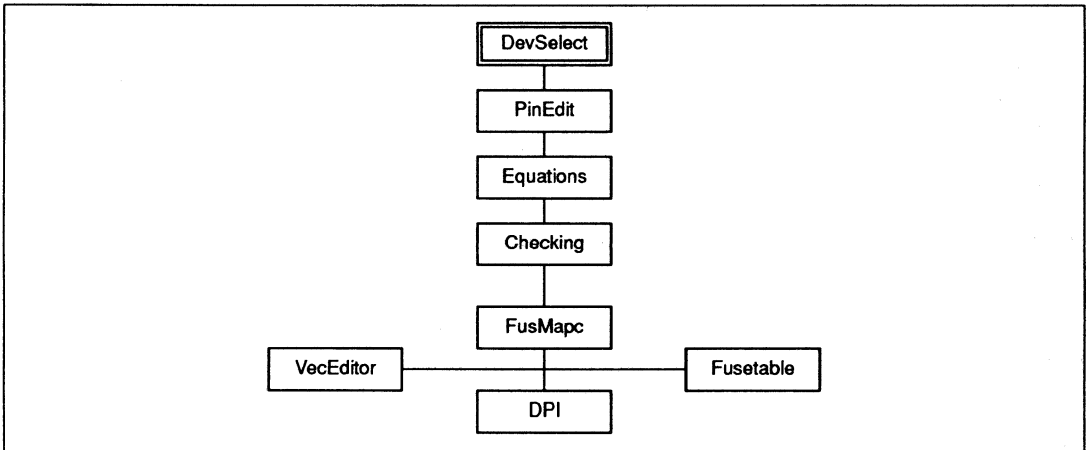 DevSelect
PinEdit
Equations
Checking
FusMapc
VecEditor
Fusetable
DPI